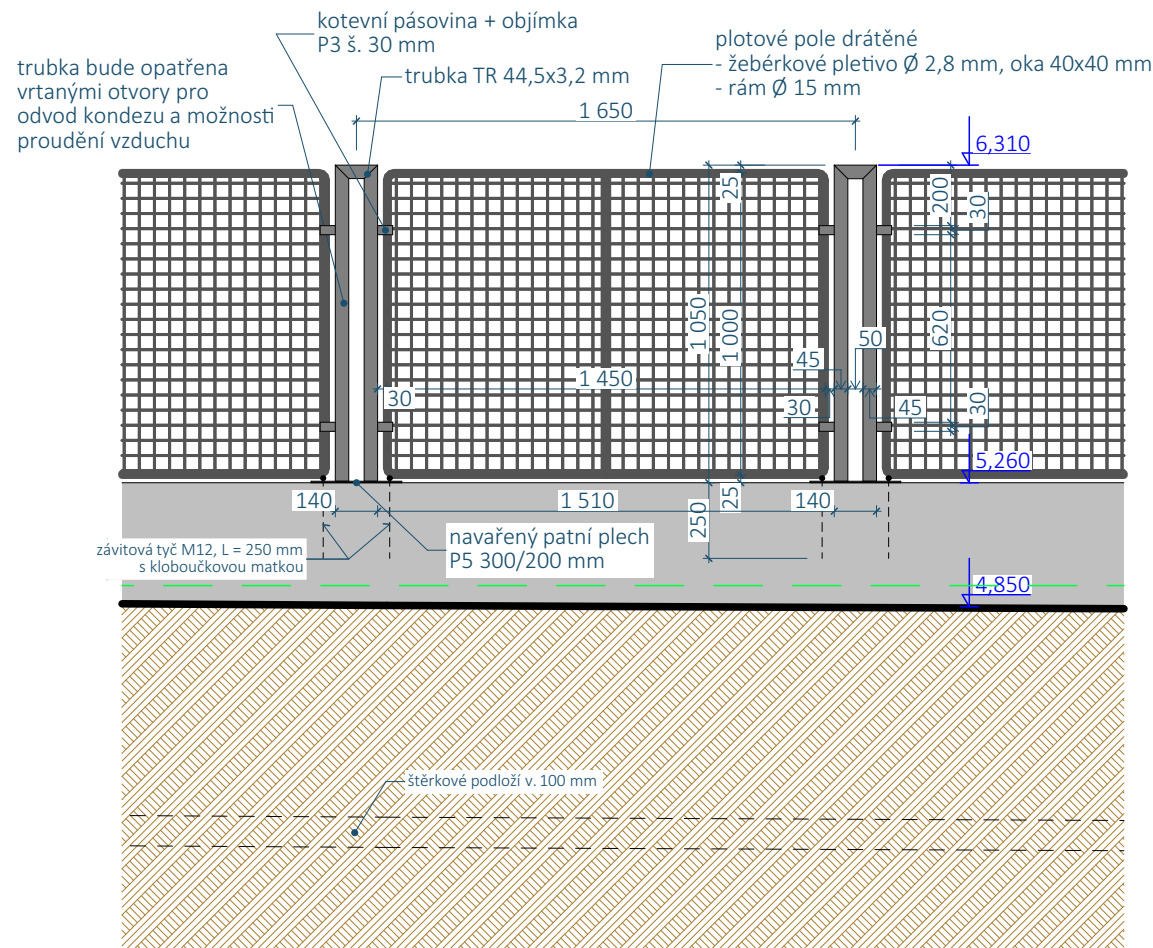 kotevní pásovina + objímka
P3 š. 30 mm
plotové pole drátěné
- žebérkové pletivo Ø 2,8 mm, oka 40x40 mm
- rám Ø 15 mm
trubka bude opatřena
vrtanými otvory pro
odvod kondezu a možnosti
proudění vzduchu
trubka TR 44,5x3,2 mm
1 650
6,310
25
200
30
1 050
1 000
620
50
45
1 450
30
30
45
30
5,260
140
1 510
140
25
250
navařený patní plech
P5 300/200 mm
závitová tyč M12, L = 250 mm
s kloboučkovou matkou
4,850
štěrkové podloží v. 100 mm